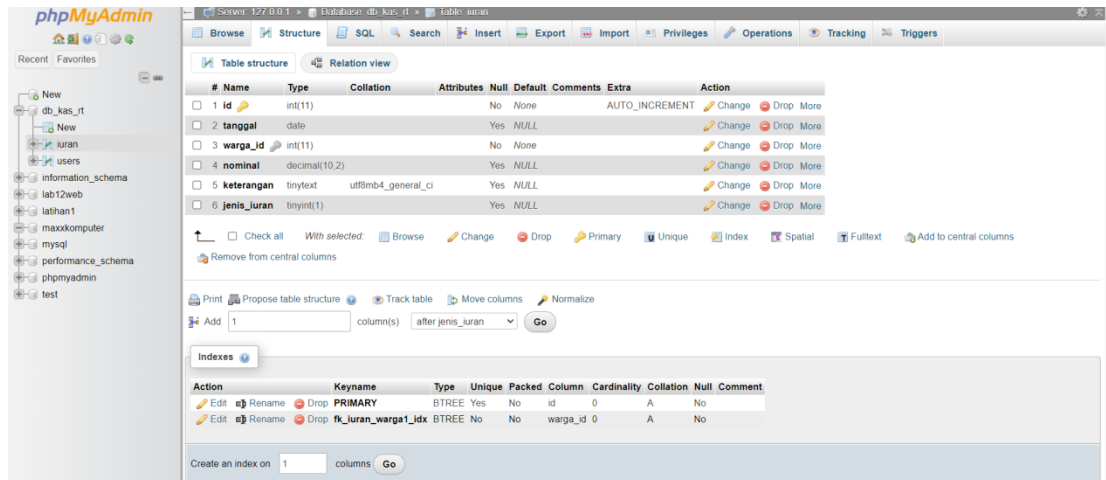 phpMyAdmin
Recent Favorites
New
db_kas_rt
New
iuran
users
information_schema
lab12web
latihan1
maxxkomputer
mysql
performance_schema
phpmyadmin
test
Server: 127.0.0.1 » Database: db_kas_rt » Table: iuran
Browse Structure SQL Search Insert Export Import Privileges Operations Tracking Triggers
Table structure Relation view
# Name Type Collation Attributes Null Default Comments Extra Action
1 id int(11) No None AUTO_INCREMENT Change Drop More
2 tanggal date Yes NULL Change Drop More
3 warga_id int(11) No None Change Drop More
4 nominal decimal(10,2) Yes NULL Change Drop More
5 keterangan tinytext utf8mb4_general_ci Yes NULL Change Drop More
6 jenis_iuran tinyint(1) Yes NULL Change Drop More
Check all With selected: Browse Change Drop Primary Unique Index Spatial Fulltext Add to central columns
Remove from central columns
Print Propose table structure Track table Move columns Normalize
Add 1 column(s) after jenis_iuran Go
Indexes
Action Keyname Type Unique Packed Column Cardinality Collation Null Comment
Edit Rename Drop PRIMARY BTREE Yes No id 0 A No
Edit Rename Drop fk_iuran_warga1_idx BTREE No No warga_id 0 A No
Create an index on 1 columns Go